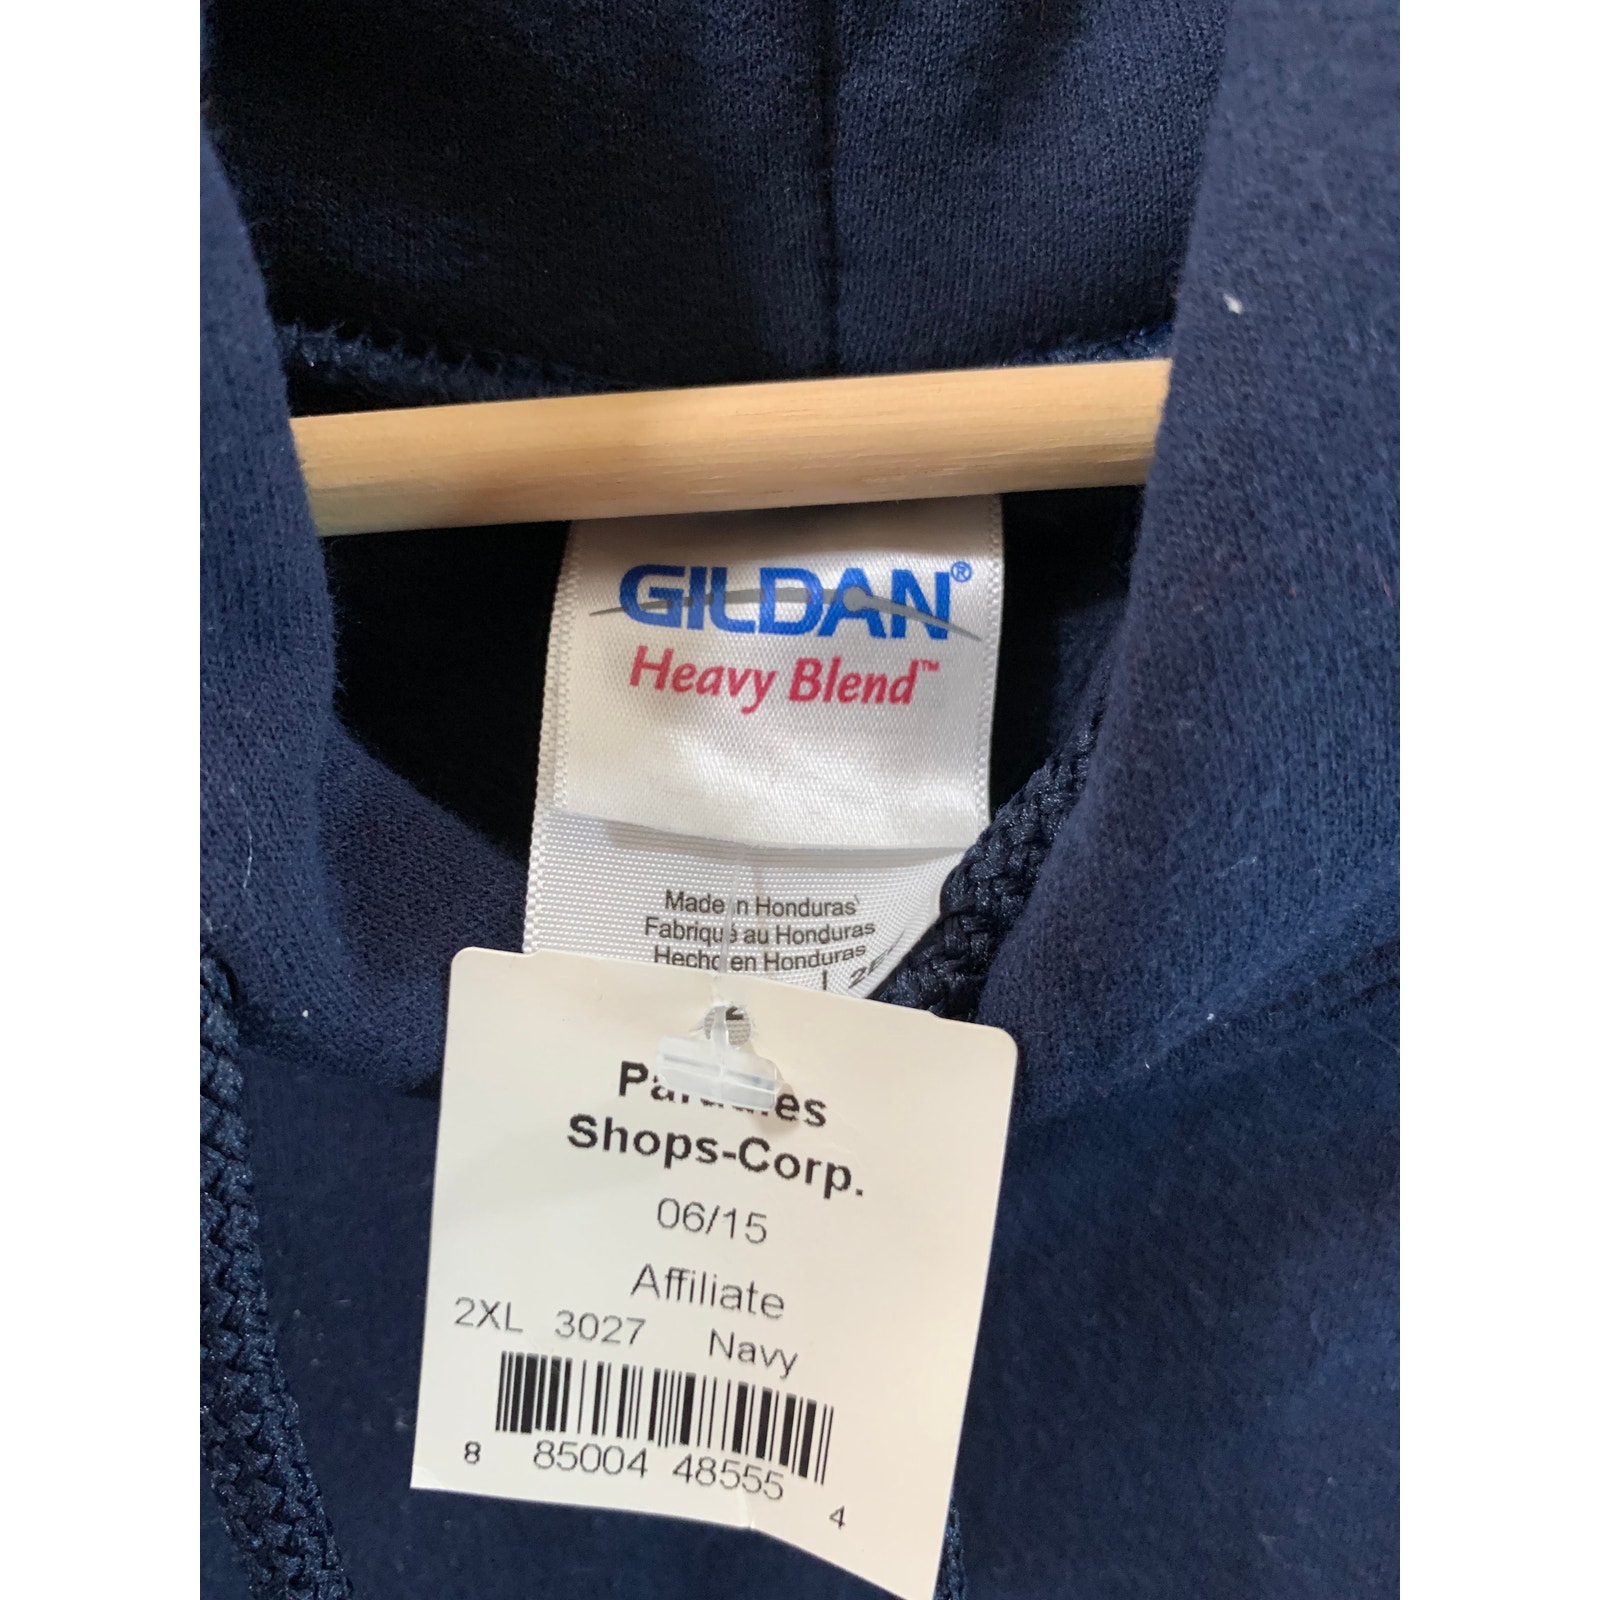 GILDAN®
Heavy Blend™
Made in Honduras
Fabriqué au Honduras
Hecho en Honduras
Shops-Corp.
06/15
Affiliate
2XL 3027 Navy
8 85004 48555 4